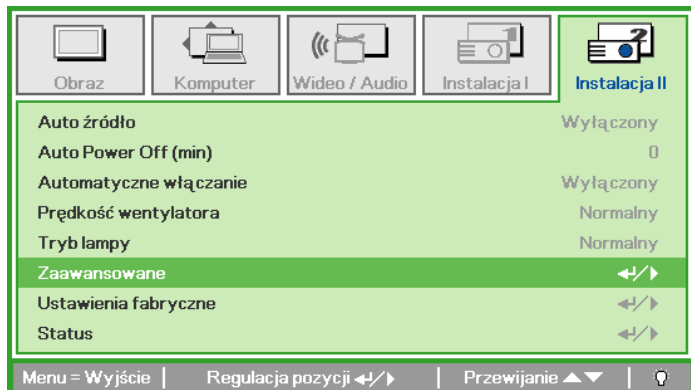 Obraz Komputer Wideo / Audio Instalacja I Instalacja II
Auto źródło Wyłączony
Auto Power Off (min) 0
Automatyczne włączanie Wyłączony
Prędkość wentylatora Normalny
Tryb lampy Normalny
Zaawansowane
Ustawienia fabryczne
Status
Menu = Wyjście Regulacja pozycji Przewijanie